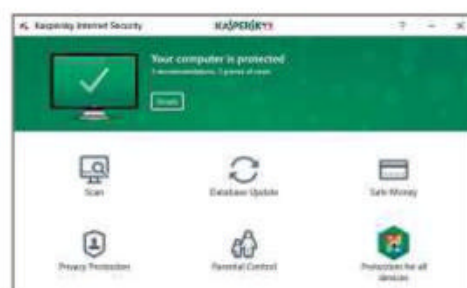 Kaspersky Internet Security
KASPERSKY
? – ×
Your computer is protected
Details
Scan
Database Update
Safe Money
Privacy Protection
Parental Control
Protection for all
devices